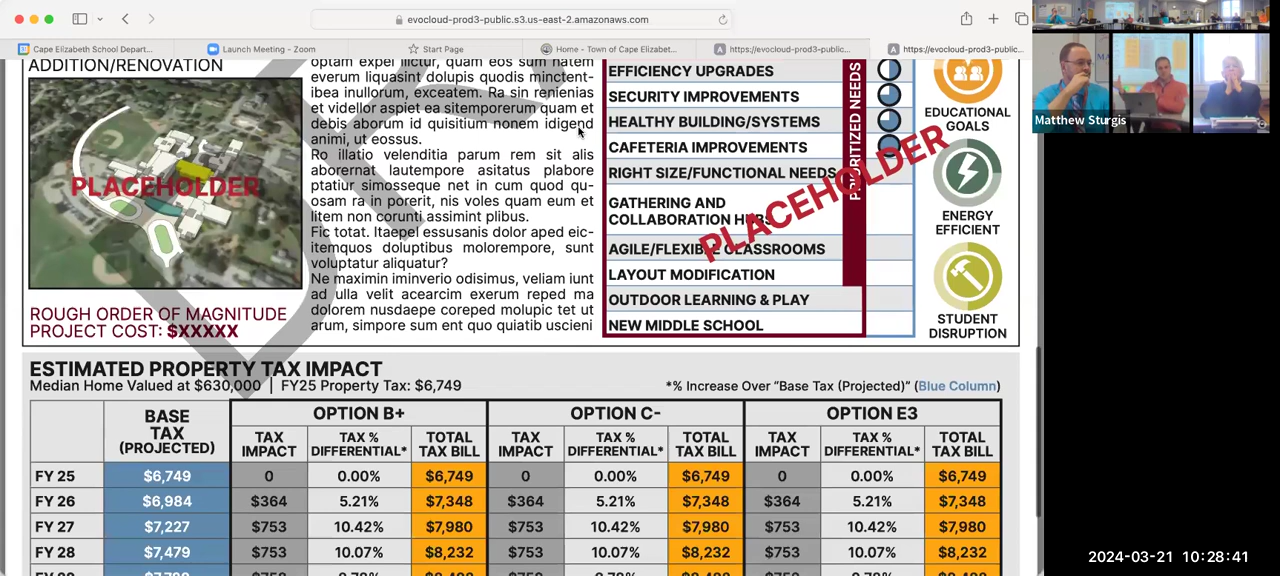 evocloud-prod3-public.s3.us-east-2.amazonaws.com
Cape Elizabeth School Depart...
Launch Meeting - Zoom
Start Page
Home - Town of Cape Elizabet...
https://evocloud-prod3-public...
https://evocloud-prod3-public...
ADDITION/RENOVATION
PLACEHOLDER
ROUGH ORDER OF MAGNITUDE
PROJECT COST: $XXXXX
optam expel illictur, quam eos sum natem
everum liquasint dolupis quodis minctent-
ibea inullorum, exceatem. Ra sin renienias
et videllor aspiet ea sitemporerum quam et
debis aborum id quisitium nonem idigend
animi, ut eossus.
Ro illatio velenditia parum rem sit alis
aborernat lautempore asitatus plabore
ptatiur simosseque net in cum quod qu-
osam ra in porerit, nis voles quam eum et
litem non corunti assimint plibus.
Fic totat. Itaepel essusanis dolor aped eic-
itemquos doluptibus molorempore, sunt
voluptatur aliquatur?
Ne maximin iminverio odisimus, veliam iunt
ad ulla velit acearcim exerum reped ma
dolorem nusdaepe coreped molupic tet ut
arum, simpore sum ent quo quiatib uscieni
EFFICIENCY UPGRADES
SECURITY IMPROVEMENTS
HEALTHY BUILDING/SYSTEMS
CAFETERIA IMPROVEMENTS
RIGHT SIZE/FUNCTIONAL NEEDS
GATHERING AND
COLLABORATION HUBS
AGILE/FLEXIBLE CLASSROOMS
LAYOUT MODIFICATION
OUTDOOR LEARNING & PLAY
NEW MIDDLE SCHOOL
PRIORITIZED NEEDS
PLACEHOLDER
EDUCATIONAL
GOALS
ENERGY
EFFICIENT
STUDENT
DISRUPTION
Matthew Sturgis
ESTIMATED PROPERTY TAX IMPACT
Median Home Valued at $630,000 | FY25 Property Tax: $6,749
*% Increase Over “Base Tax (Projected)” (Blue Column)
BASE TAX (PROJECTED) OPTION B+ OPTION C- OPTION E3
TAX IMPACT TAX % DIFFERENTIAL* TOTAL TAX BILL TAX IMPACT TAX % DIFFERENTIAL* TOTAL TAX BILL TAX IMPACT TAX % DIFFERENTIAL* TOTAL TAX BILL
FY 25 $6,749 0 0.00% $6,749 0 0.00% $6,749 0 0.00% $6,749
FY 26 $6,984 $364 5.21% $7,348 $364 5.21% $7,348 $364 5.21% $7,348
FY 27 $7,227 $753 10.42% $7,980 $753 10.42% $7,980 $753 10.42% $7,980
FY 28 $7,479 $753 10.07% $8,232 $753 10.07% $8,232 $753 10.07% $8,232
2024-03-21 10:28:41